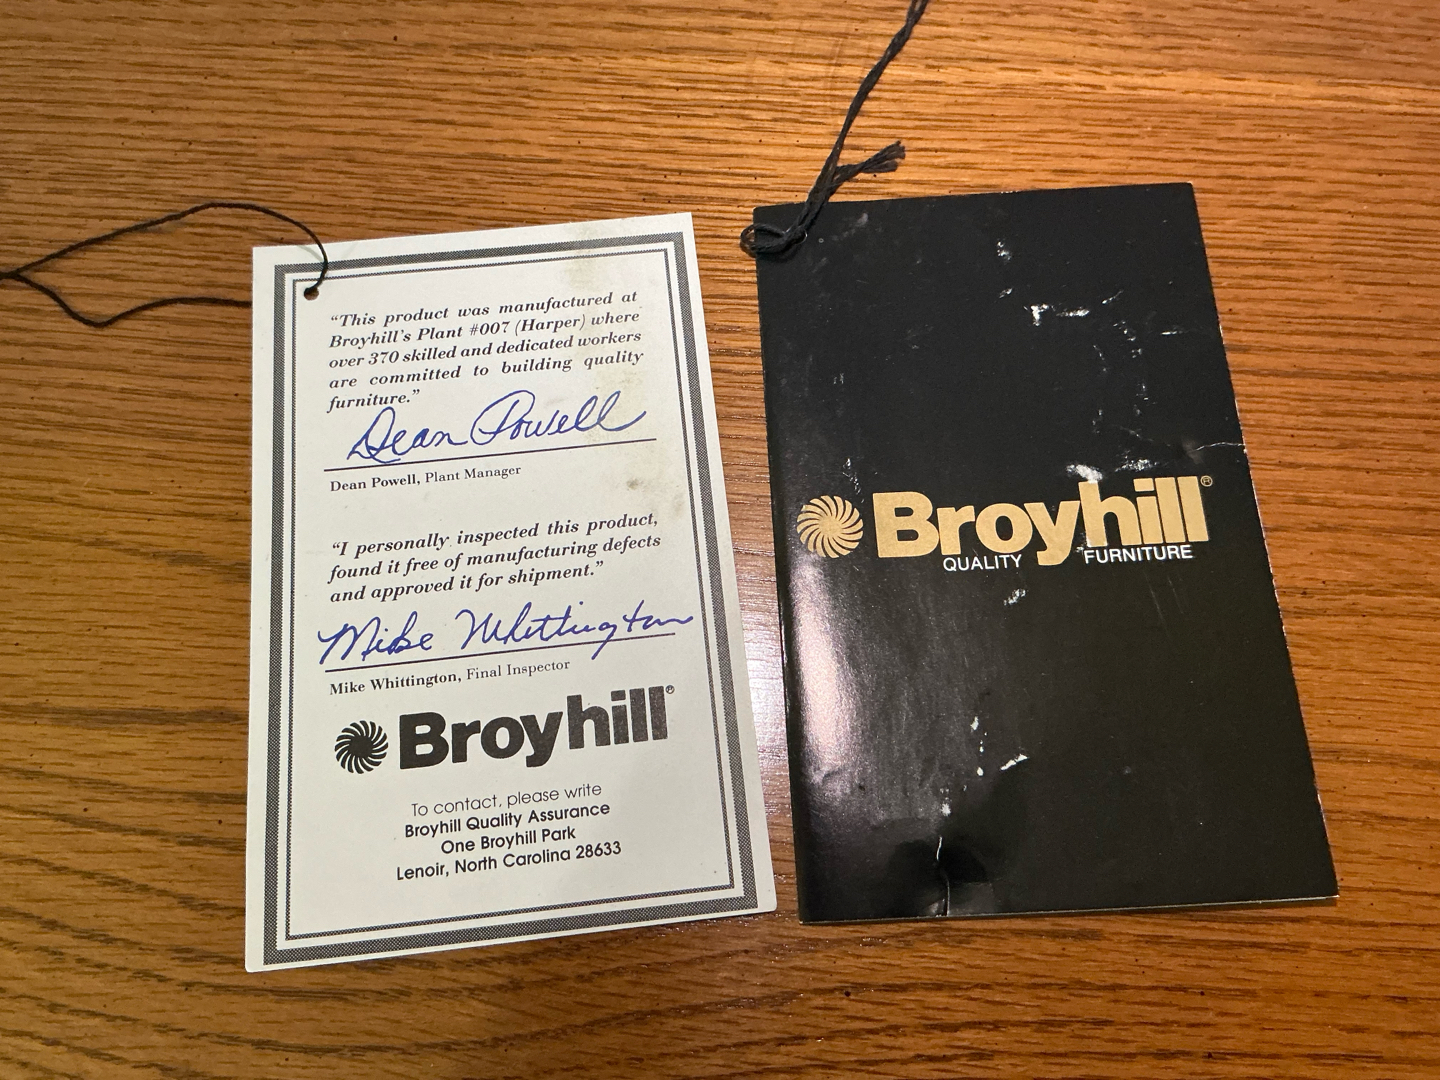 “This product was manufactured at
Broyhill's Plant #007 (Harper) where
over 370 skilled and dedicated workers
are committed to building quality
furniture.”
Dean Powell
Dean Powell, Plant Manager
“I personally inspected this product,
found it free of manufacturing defects
and approved it for shipment.”
Mike Whittington
Mike Whittington, Final Inspector
Broyhill®
To contact, please write
Broyhill Quality Assurance
One Broyhill Park
Lenoir, North Carolina 28633
Broyhill®
QUALITY FURNITURE